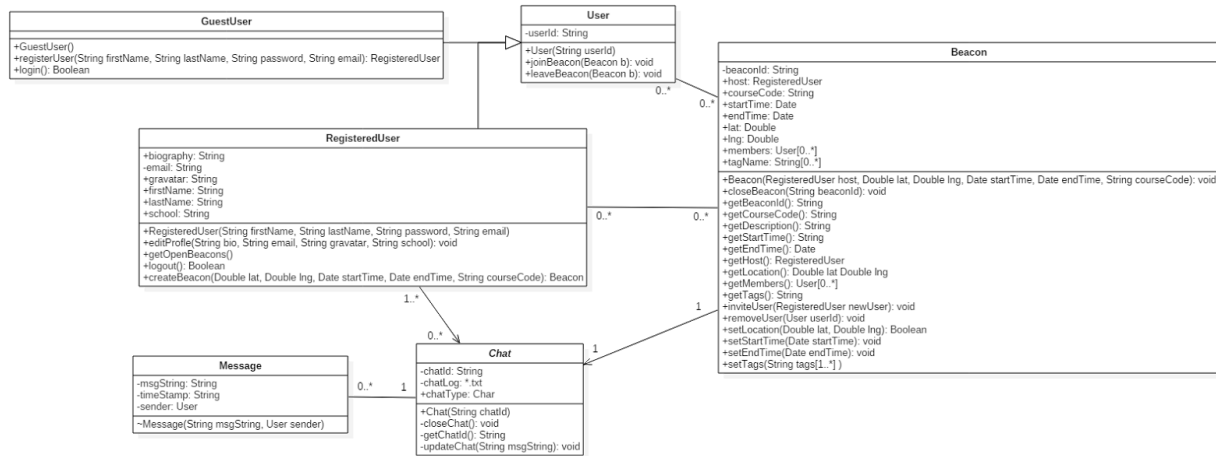 GuestUser
+GuestUser()
+registerUser(String firstName, String lastName, String password, String email): RegisteredUser
+login(): Boolean
User
-userId: String
+User(String userId)
+joinBeacon(Beacon b): void
+leaveBeacon(Beacon b): void
0..*
0..*
Beacon
-beaconId: String
+host: RegisteredUser
+courseCode: String
+startTime: Date
+endTime: Date
+lat: Double
+lng: Double
+members: User[0..*]
+tagName: String[0..*]
+Beacon(RegisteredUser host, Double lat, Double lng, Date startTime, Date endTime, String courseCode): void
+closeBeacon(String beaconId): void
+getBeaconId(): String
+getCourseCode(): String
+getDescription(): String
+getStartTime(): String
+getEndTime(): Date
+getHost(): RegisteredUser
+getLocation(): Double lat Double lng
+getMembers(): User[0..*]
+getTags(): String
+inviteUser(RegisteredUser newUser): void
+removeUser(User userId): void
+setLocation(Double lat, Double lng): Boolean
+setStartTime(Date startTime): void
+setEndTime(Date endTime): void
+setTags(String tags[1..*] )
RegisteredUser
+biography: String
-email: String
+gravatar: String
+firstName: String
+lastName: String
+school: String
+RegisteredUser(String firstName, String lastName, String password, String email)
+editProfle(String bio, String email, String gravatar, String school): void
+getOpenBeacons()
+logout(): Boolean
+createBeacon(Double lat, Double lng, Date startTime, Date endTime, String courseCode): Beacon
0..*
0..*
1..*
0..*
1
1
Chat
-chatId: String
-chatLog: *.txt
+chatType: Char
+Chat(String chatId)
-closeChat(): void
-getChatId(): String
-updateChat(String msgString): void
Message
-msgString: String
-timeStamp: String
-sender: User
~Message(String msgString, User sender)
0..*
1